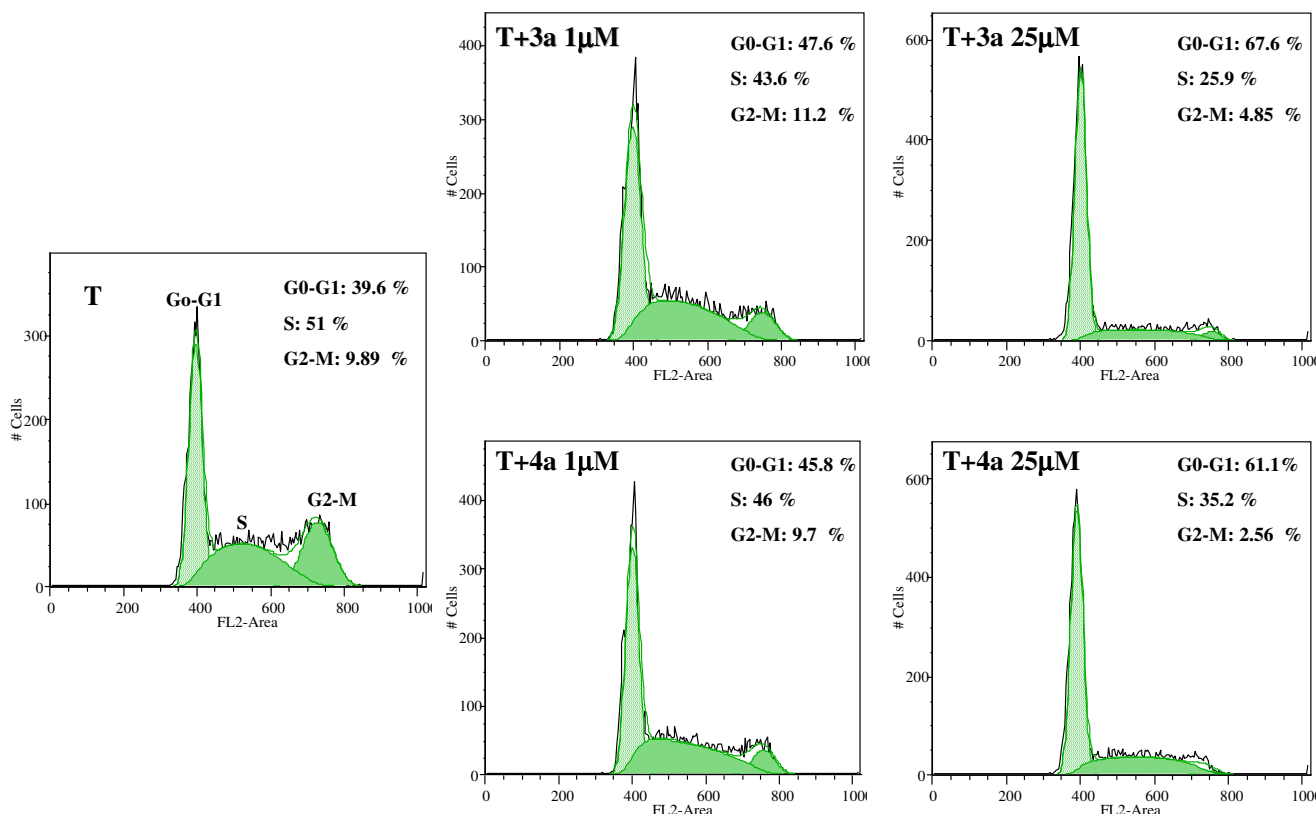 T
Go-G1
G0-G1: 39.6 %
S: 51 %
G2-M: 9.89 %
S
G2-M
# Cells
300
200
100
0
0 200 400 600 800 1000
FL2-Area
T+3a 1μM
G0-G1: 47.6 %
S: 43.6 %
G2-M: 11.2 %
# Cells
400
300
200
100
0
0 200 400 600 800 1000
FL2-Area
T+3a 25μM
G0-G1: 67.6 %
S: 25.9 %
G2-M: 4.85 %
# Cells
600
400
200
0
0 200 400 600 800 1000
FL2-Area
T+4a 1μM
G0-G1: 45.8 %
S: 46 %
G2-M: 9.7 %
# Cells
400
300
200
100
0
0 200 400 600 800 1000
FL2-Area
T+4a 25μM
G0-G1: 61.1%
S: 35.2 %
G2-M: 2.56 %
# Cells
600
400
200
0
0 200 400 600 800 1000
FL2-Area